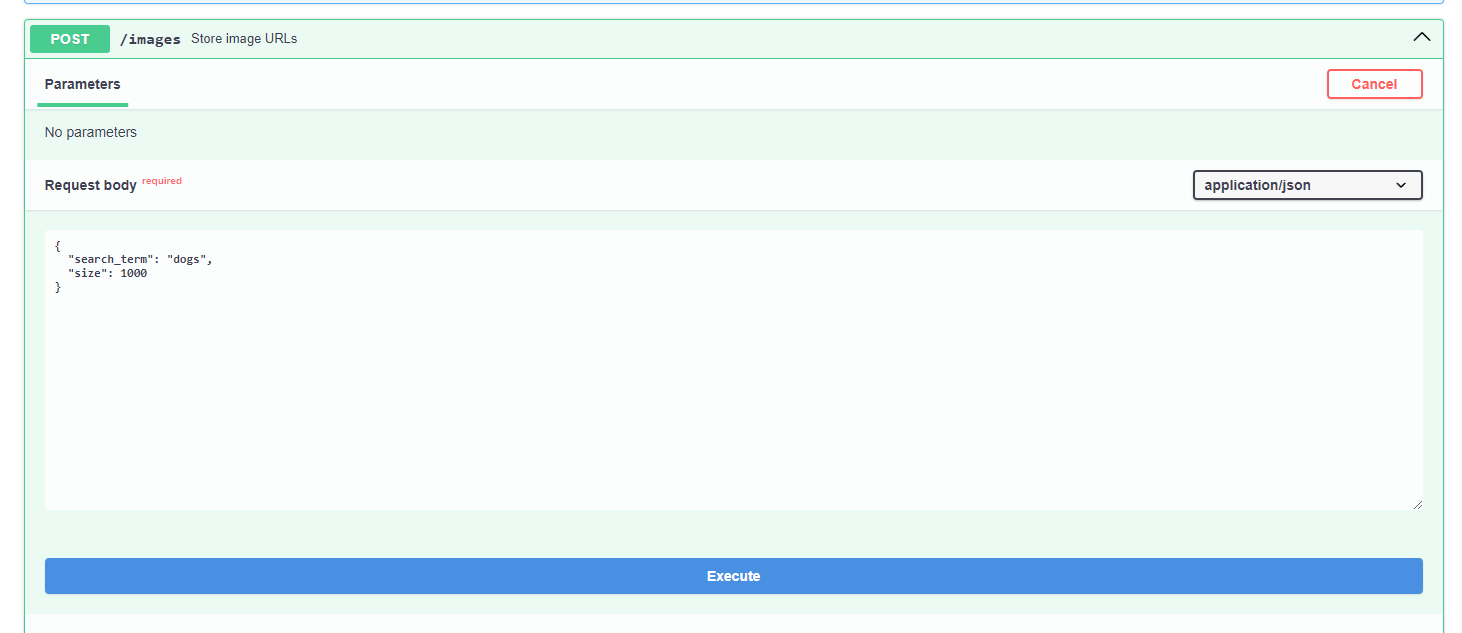 POST /images Store image URLs
Parameters Cancel
No parameters
Request body required application/json
{
  "search_term": "dogs",
  "size": 1000
}
Execute